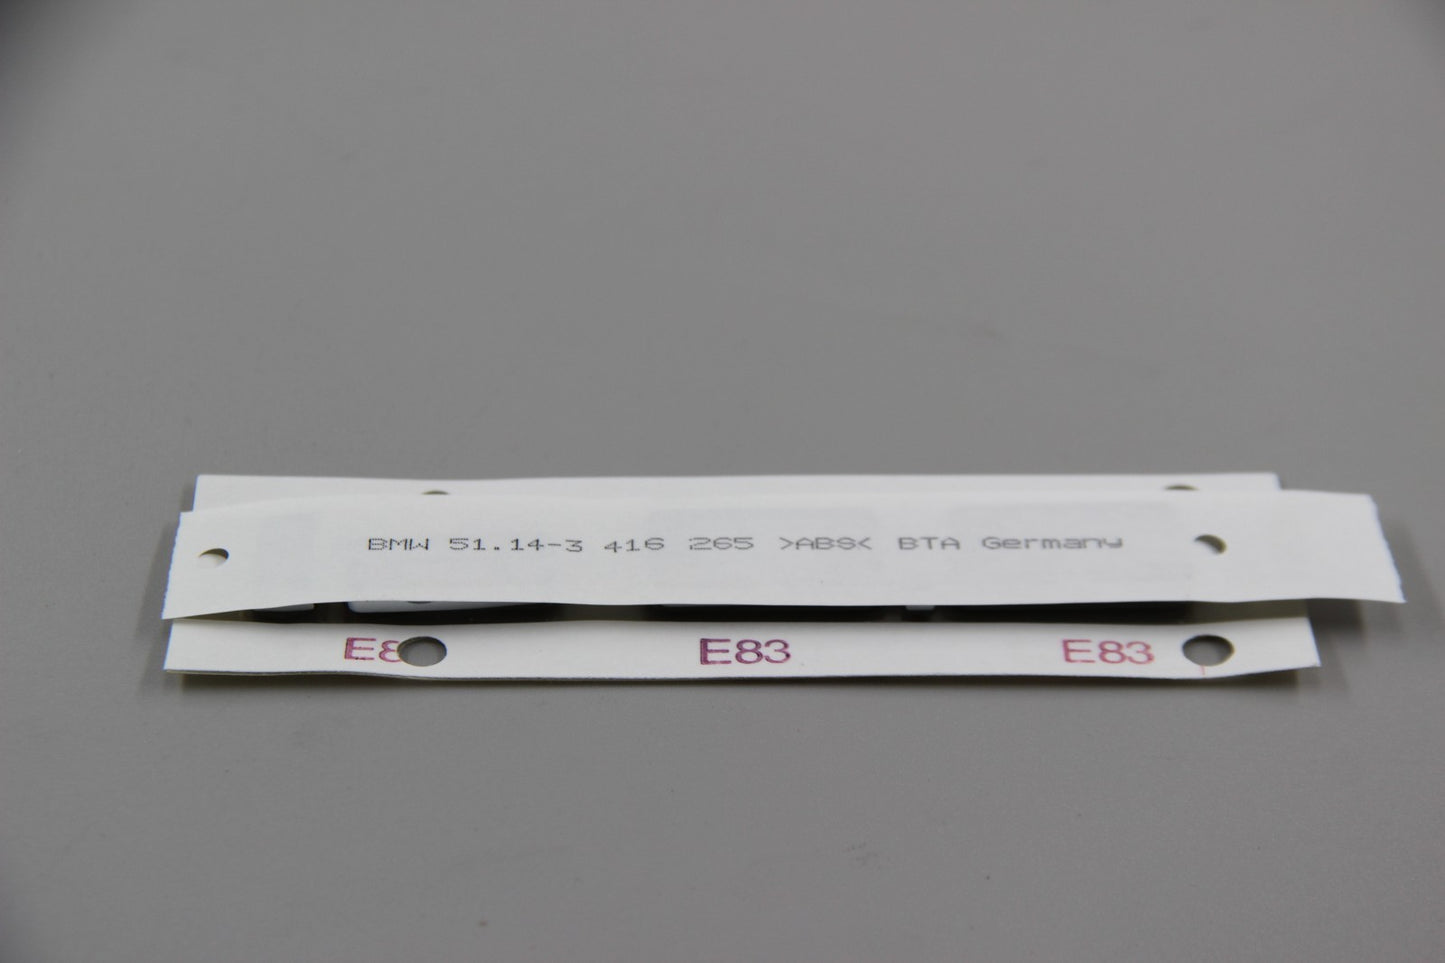 BMW 51.14-3 416 265 >ABS< BTA Germany
E8 E83 E83